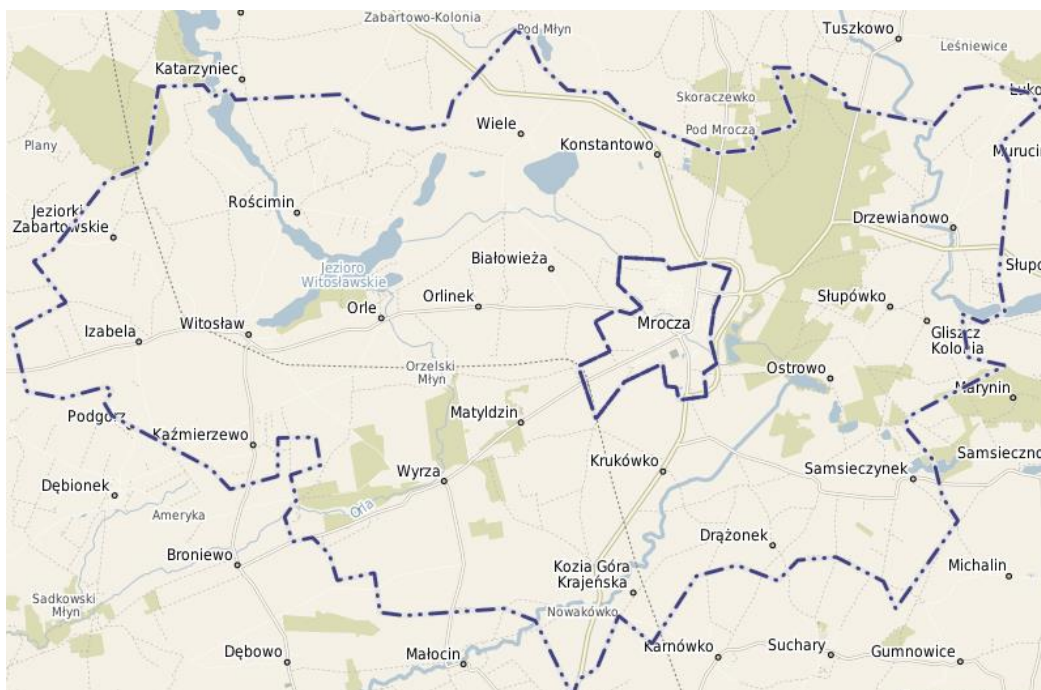 Zabartowo-Kolonia
Pod Młyn
Tuszkowo
Leśniewice
Katarzyniec
Skoraczewko
Wiele
Pod Mrocza
Plany
Konstantowo
Rościmin
Jeziorki
Zabartowskie
Drzewianowo
Białowieża
Jezioro
Witosławskie
Orlinek
Orle
Słupówko
Izabela
Witosław
Mrocza
Gliszcz
Kolonia
Orzelski
Młyn
Ostrowo
Marynin
Matyldzin
Kaźmierzewo
Krukówko
Wyrza
Samsieczynek
Dębionek
Orla
Ameryka
Broniewo
Drążonek
Kozia Góra
Krajeńska
Michalin
Sadkowski
Młyn
Nowakówko
Dębowo
Małocin
Karnówko
Suchary
Gumnowice